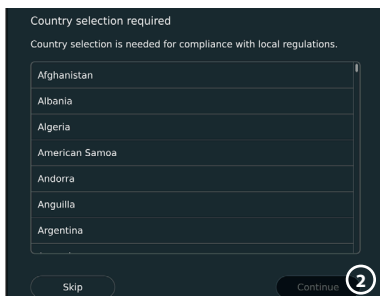 Country selection required
Country selection is needed for compliance with local regulations.
Afghanistan
Albania
Algeria
American Samoa
Andorra
Anguilla
Argentina
Skip
Continue
2